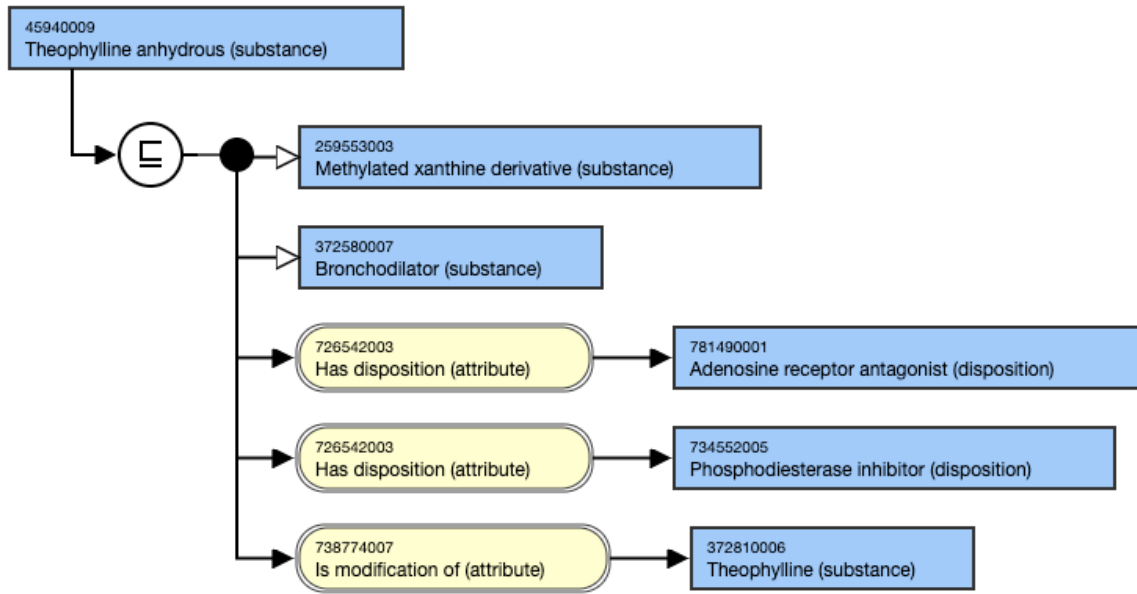 45940009
Theophylline anhydrous (substance)
⊑
259553003
Methylated xanthine derivative (substance)
372580007
Bronchodilator (substance)
726542003
Has disposition (attribute)
781490001
Adenosine receptor antagonist (disposition)
726542003
Has disposition (attribute)
734552005
Phosphodiesterase inhibitor (disposition)
738774007
Is modification of (attribute)
372810006
Theophylline (substance)